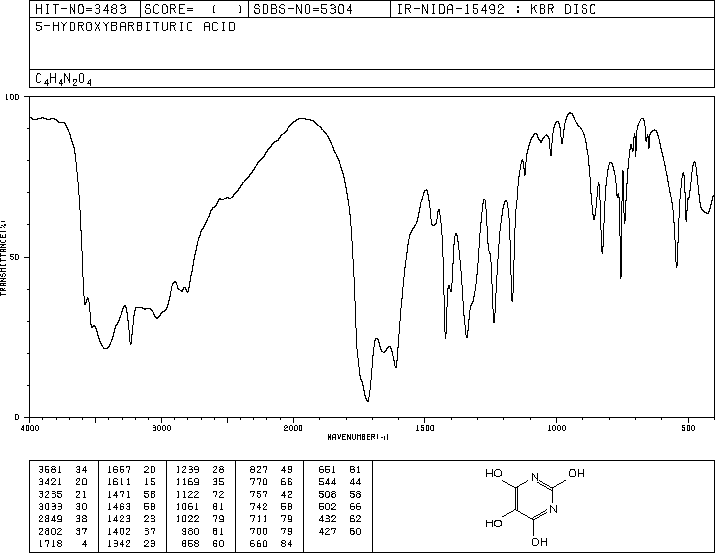 HIT-NO=3483 SCORE= ( ) SDBS-NO=5304 IR-NIDA-15492 : KBR DISC
5-HYDROXYBARBITURIC ACID
C4H4N2O4
100
50
0
TRANSMITTANCE(%)
4000 3000 2000 1500 1000 500
WAVENUMBER(-1)
3581 34 1667 20 1239 28 827 49 651 81
3421 20 1611 15 1169 35 770 66 544 44
3235 21 1471 58 1122 72 757 42 508 58
3033 30 1463 58 1061 81 742 58 502 66
2849 38 1423 23 1022 79 711 79 432 62
2802 37 1402 37 980 81 700 79 427 60
1718 4 1342 23 858 60 660 84
HO
N
OH
N
HO
OH